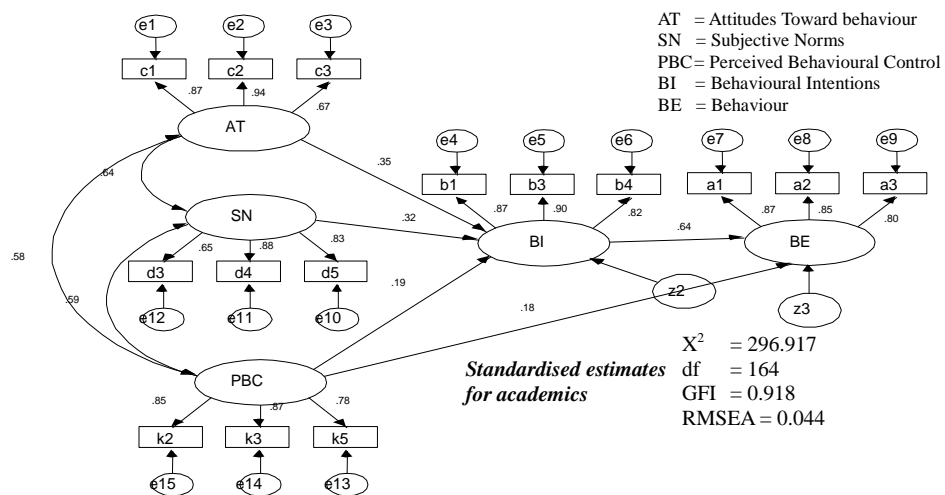 e1 e2 e3
c1 c2 c3
.87 .94 .67
AT
AT = Attitudes Toward behaviour
SN = Subjective Norms
PBC = Perceived Behavioural Control
BI = Behavioural Intentions
BE = Behaviour
e4 e5 e6
b1 b3 b4
.87 .90 .82
BI
e7 e8 e9
a1 a2 a3
.87 .85 .80
BE
.64
.35
SN
.32
.65 .88 .83
d3 d4 d5
e12 e11 e10
.64
.58
.59
.19
.18
z2
z3
PBC
.85 .87 .78
k2 k3 k5
e15 e14 e13
Standardised estimates
for academics
X² = 296.917
df = 164
GFI = 0.918
RMSEA = 0.044